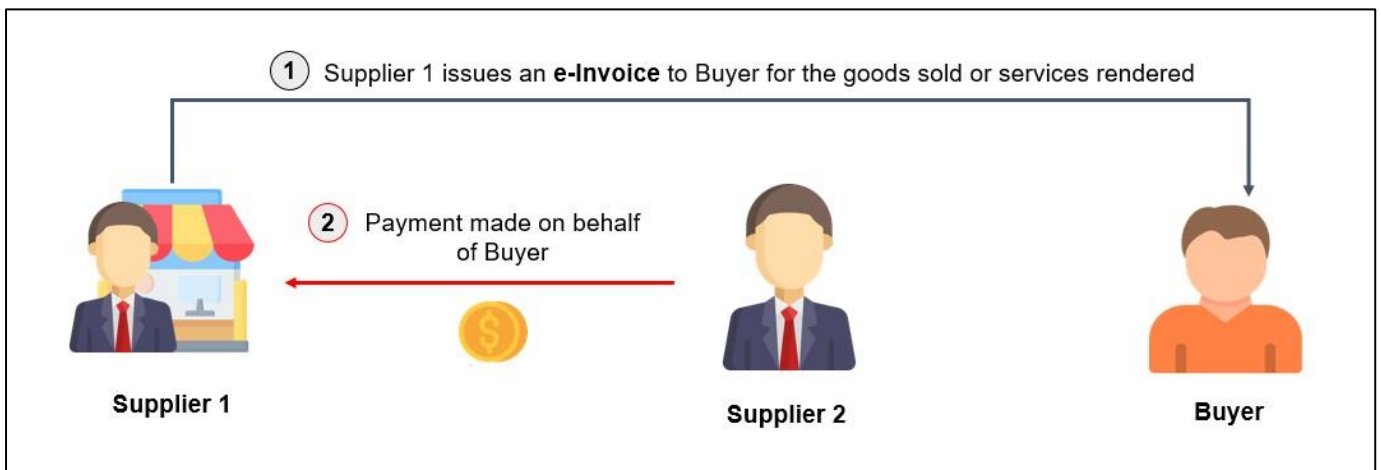 1 Supplier 1 issues an e-Invoice to Buyer for the goods sold or services rendered
2 Payment made on behalf
of Buyer
$
Supplier 1
Supplier 2
Buyer